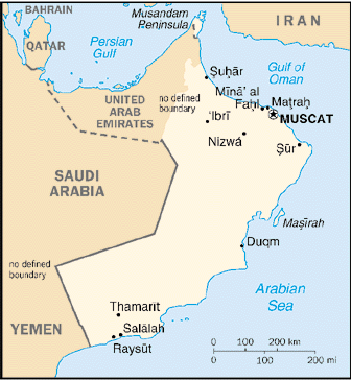 BAHRAIN
Musandam
Peninsula
IRAN
Persian
Gulf
QATAR
Gulf of
Oman
Şuḩār
Mīnā' al
Faḩl
Maţraḩ
no defined
boundary
UNITED
ARAB
EMIRATES
'Ibrī
MUSCAT
Nizwá
Şūr
SAUDI
ARABIA
Maşīrah
Duqm
no defined
boundary
Arabian
Sea
Thamarīt
YEMEN
Şalālah
Raysūt
0 100 200 km
0 100 200 mi